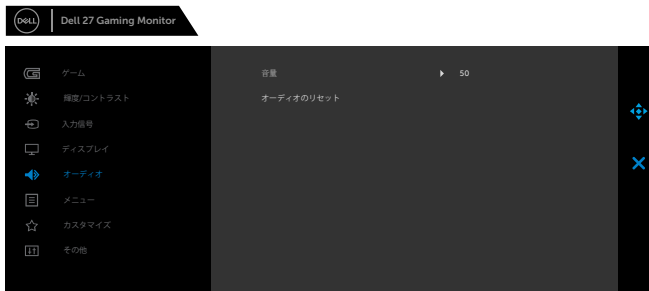 DELL
Dell 27 Gaming Monitor
ゲーム
音量 50
輝度/コントラスト
オーディオのリセット
入力信号
ディスプレイ
オーディオ
メニュー
カスタマイズ
その他